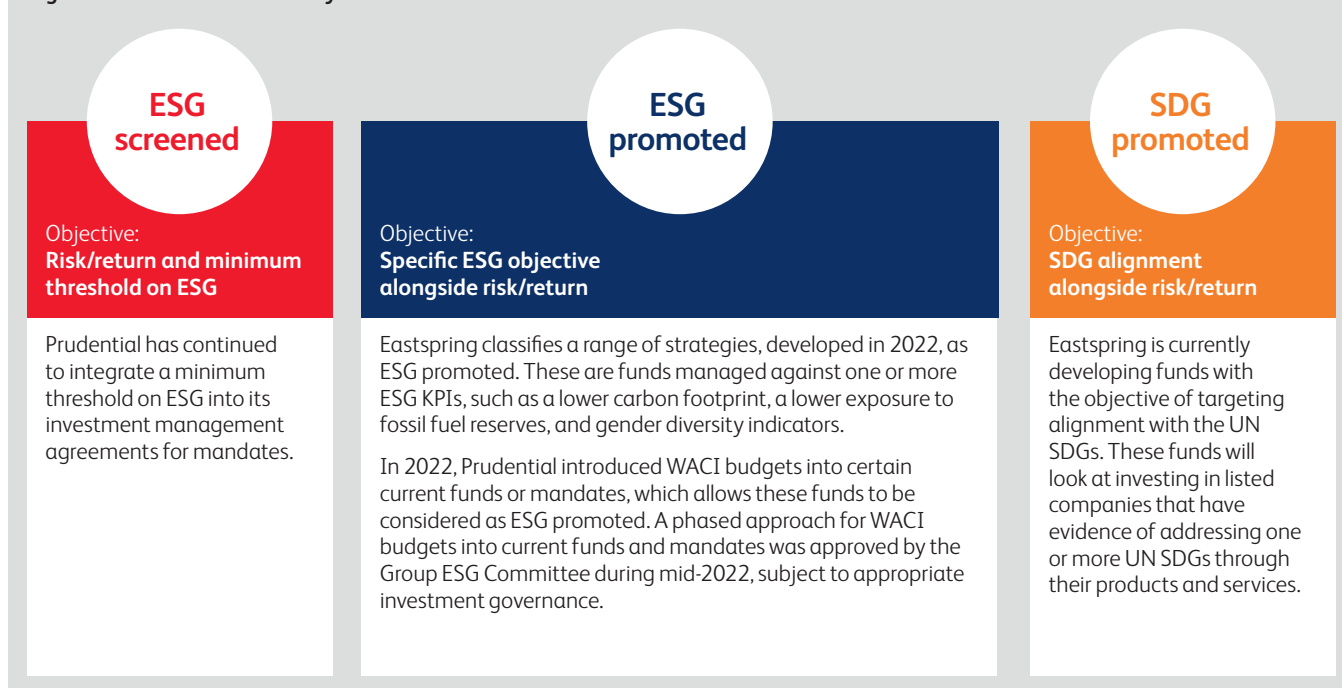 ESG
screened
Objective:
Risk/return and minimum
threshold on ESG
Prudential has continued
to integrate a minimum
threshold on ESG into its
investment management
agreements for mandates.
ESG
promoted
Objective:
Specific ESG objective
alongside risk/return
Eastspring classifies a range of strategies, developed in 2022, as
ESG promoted. These are funds managed against one or more
ESG KPIs, such as a lower carbon footprint, a lower exposure to
fossil fuel reserves, and gender diversity indicators.
In 2022, Prudential introduced WACI budgets into certain
current funds or mandates, which allows these funds to be
considered as ESG promoted. A phased approach for WACI
budgets into current funds and mandates was approved by the
Group ESG Committee during mid-2022, subject to appropriate
investment governance.
SDG
promoted
Objective:
SDG alignment
alongside risk/return
Eastspring is currently
developing funds with
the objective of targeting
alignment with the UN
SDGs. These funds will
look at investing in listed
companies that have
evidence of addressing one
or more UN SDGs through
their products and services.